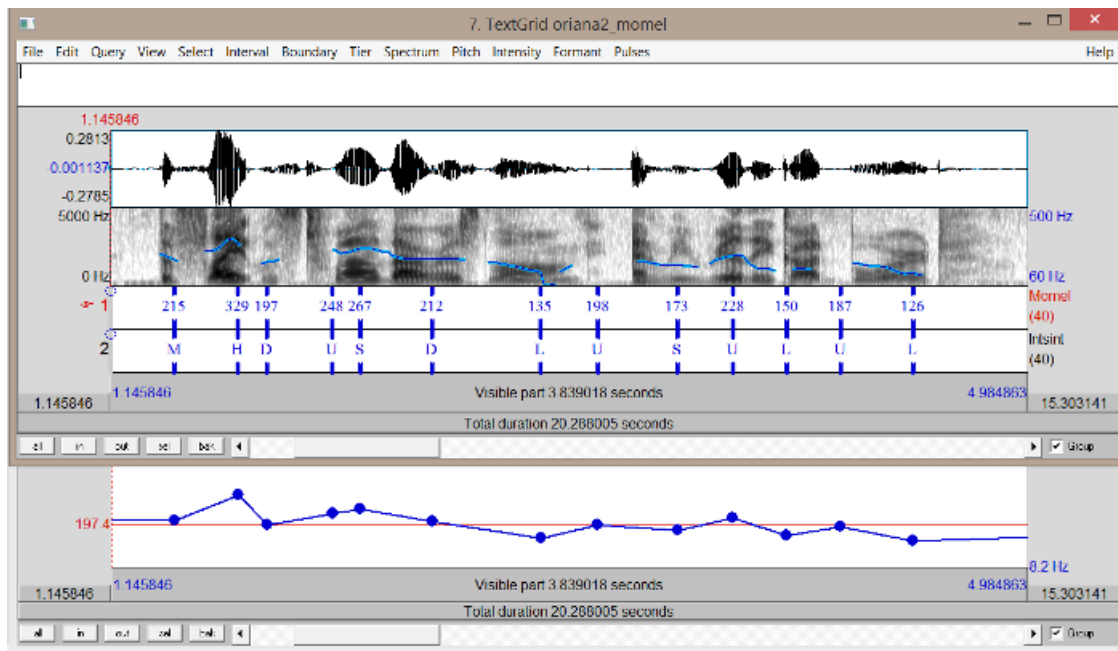 7. TextGrid oriana2_momel
File Edit Query View Select Interval Boundary Tier Spectrum Pitch Intensity Formant Pulses Help
1.145846
0.2813
-0.001137
-0.2785
5000 Hz 500 Hz
0 Hz 60 Hz
1 215 329 197 248 267 212 135 198 173 228 150 187 126 Momel
(40)
2 M H D U S D L U S U L U L Intsint
(40)
1.145846 Visible part 3.839018 seconds 4.984863
1.145846 15.303141
Total duration 20.288005 seconds
all in out sel bak Group
197.4
8.2 Hz
1.145846 Visible part 3.839018 seconds 4.984863
1.145846 15.303141
Total duration 20.288005 seconds
all in out sel bak Group